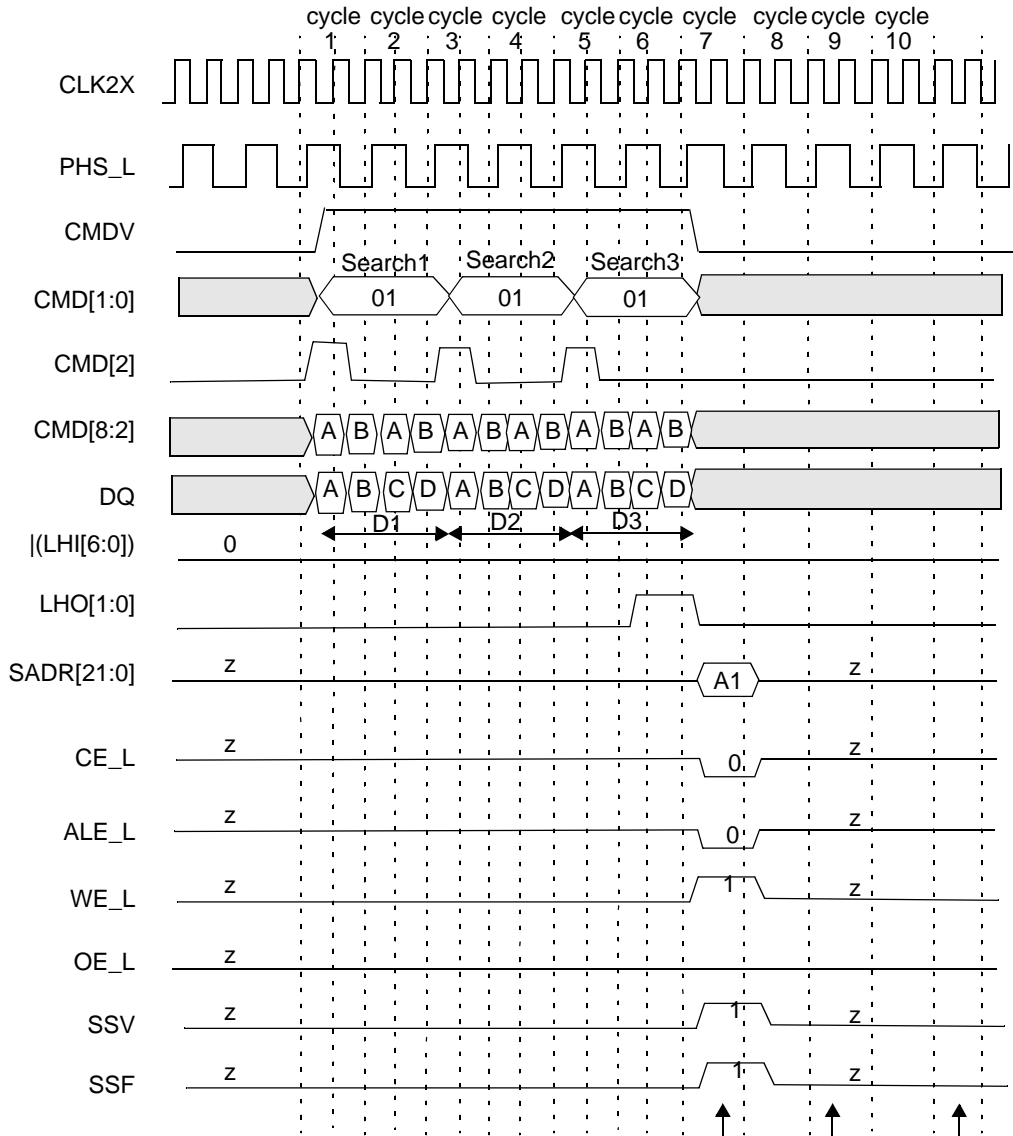 cycle cycle cycle cycle cycle cycle cycle cycle cycle cycle
1 2 3 4 5 6 7 8 9 10
CLK2X
PHS_L
CMDV
Search1 Search2 Search3
CMD[1:0] 01 01 01
CMD[2]
CMD[8:2] A B A B A B A B A B A B
DQ A B C D A B C D A B C D
D1 D2 D3
|(LHI[6:0]) 0
LHO[1:0]
SADR[21:0] z A1 z
CE_L z 0 z
ALE_L z 0 z
WE_L z 1 z
OE_L z
SSV z 1 z
SSF z 1 z